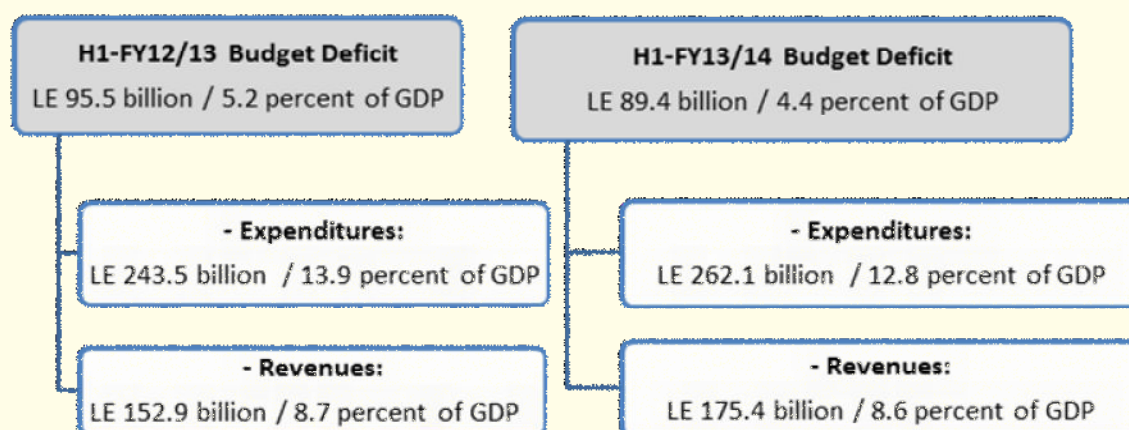 H1-FY12/13 Budget Deficit
LE 95.5 billion / 5.2 percent of GDP
- Expenditures:
LE 243.5 billion / 13.9 percent of GDP
- Revenues:
LE 152.9 billion / 8.7 percent of GDP
H1-FY13/14 Budget Deficit
LE 89.4 billion / 4.4 percent of GDP
- Expenditures:
LE 262.1 billion / 12.8 percent of GDP
- Revenues:
LE 175.4 billion / 8.6 percent of GDP